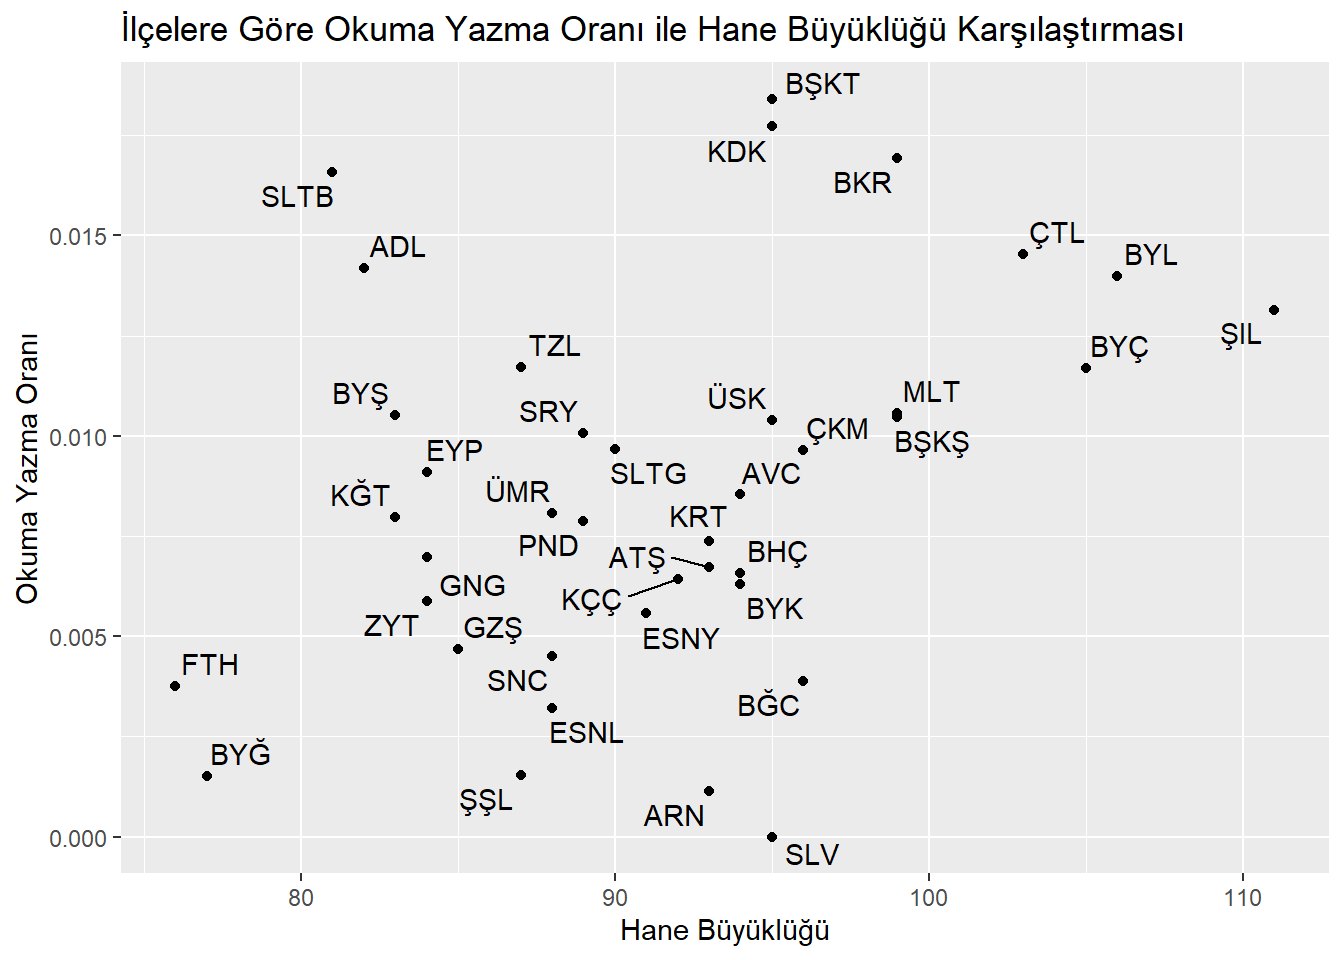 İlçelere Göre Okuma Yazma Oranı ile Hane Büyüklüğü Karşılaştırması
BŞKT
KDK
BKR
SLTB
ÇTL
0.015
ADL
BYL
ŞIL
TZL
BYÇ
BYŞ
MLT
ÜSK
SRY
ÇKM
0.010
BŞKŞ
EYP
SLTG
AVC
KĞT
ÜMR
KRT
PND
ATŞ
BHÇ
GNG
KÇÇ
BYK
ZYT
GZŞ
0.005
ESNY
FTH
SNC
BĞC
ESNL
BYĞ
ŞŞL
ARN
0.000
SLV
80
90
100
110
Hane Büyüklüğü
Okuma Yazma Oranı